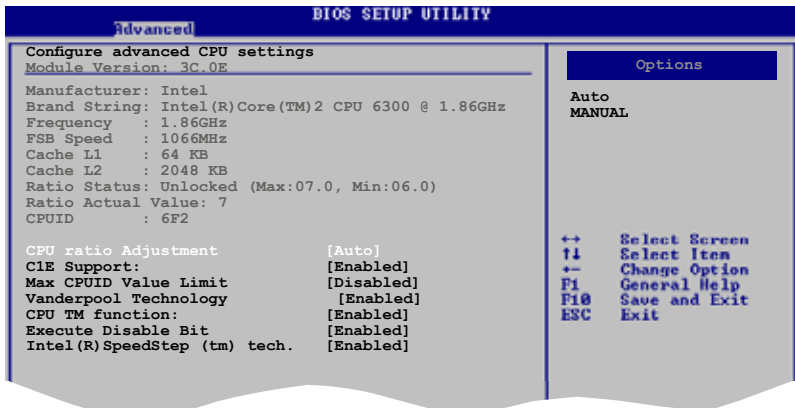 BIOS SETUP UTILITY
Advanced
Configure advanced CPU settings
Module Version: 3C.0E
Manufacturer: Intel
Brand String: Intel(R)Core(TM)2 CPU 6300 @ 1.86GHz
Frequency : 1.86GHz
FSB Speed : 1066MHz
Cache L1 : 64 KB
Cache L2 : 2048 KB
Ratio Status: Unlocked (Max:07.0, Min:06.0)
Ratio Actual Value: 7
CPUID : 6F2
CPU ratio Adjustment [Auto]
C1E Support: [Enabled]
Max CPUID Value Limit [Disabled]
Vanderpool Technology [Enabled]
CPU TM function: [Enabled]
Execute Disable Bit [Enabled]
Intel(R)SpeedStep (tm) tech. [Enabled]
Options
Auto
MANUAL
←→ Select Screen
↑↓ Select Item
+- Change Option
F1 General Help
F10 Save and Exit
ESC Exit